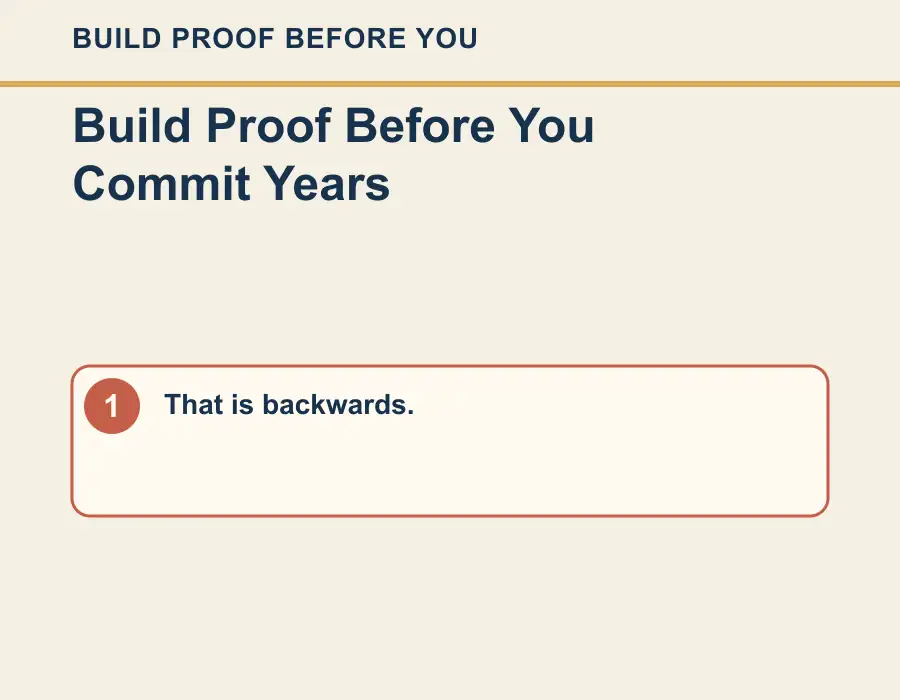 BUILD PROOF BEFORE YOU
Build Proof Before You
Commit Years
1
That is backwards.